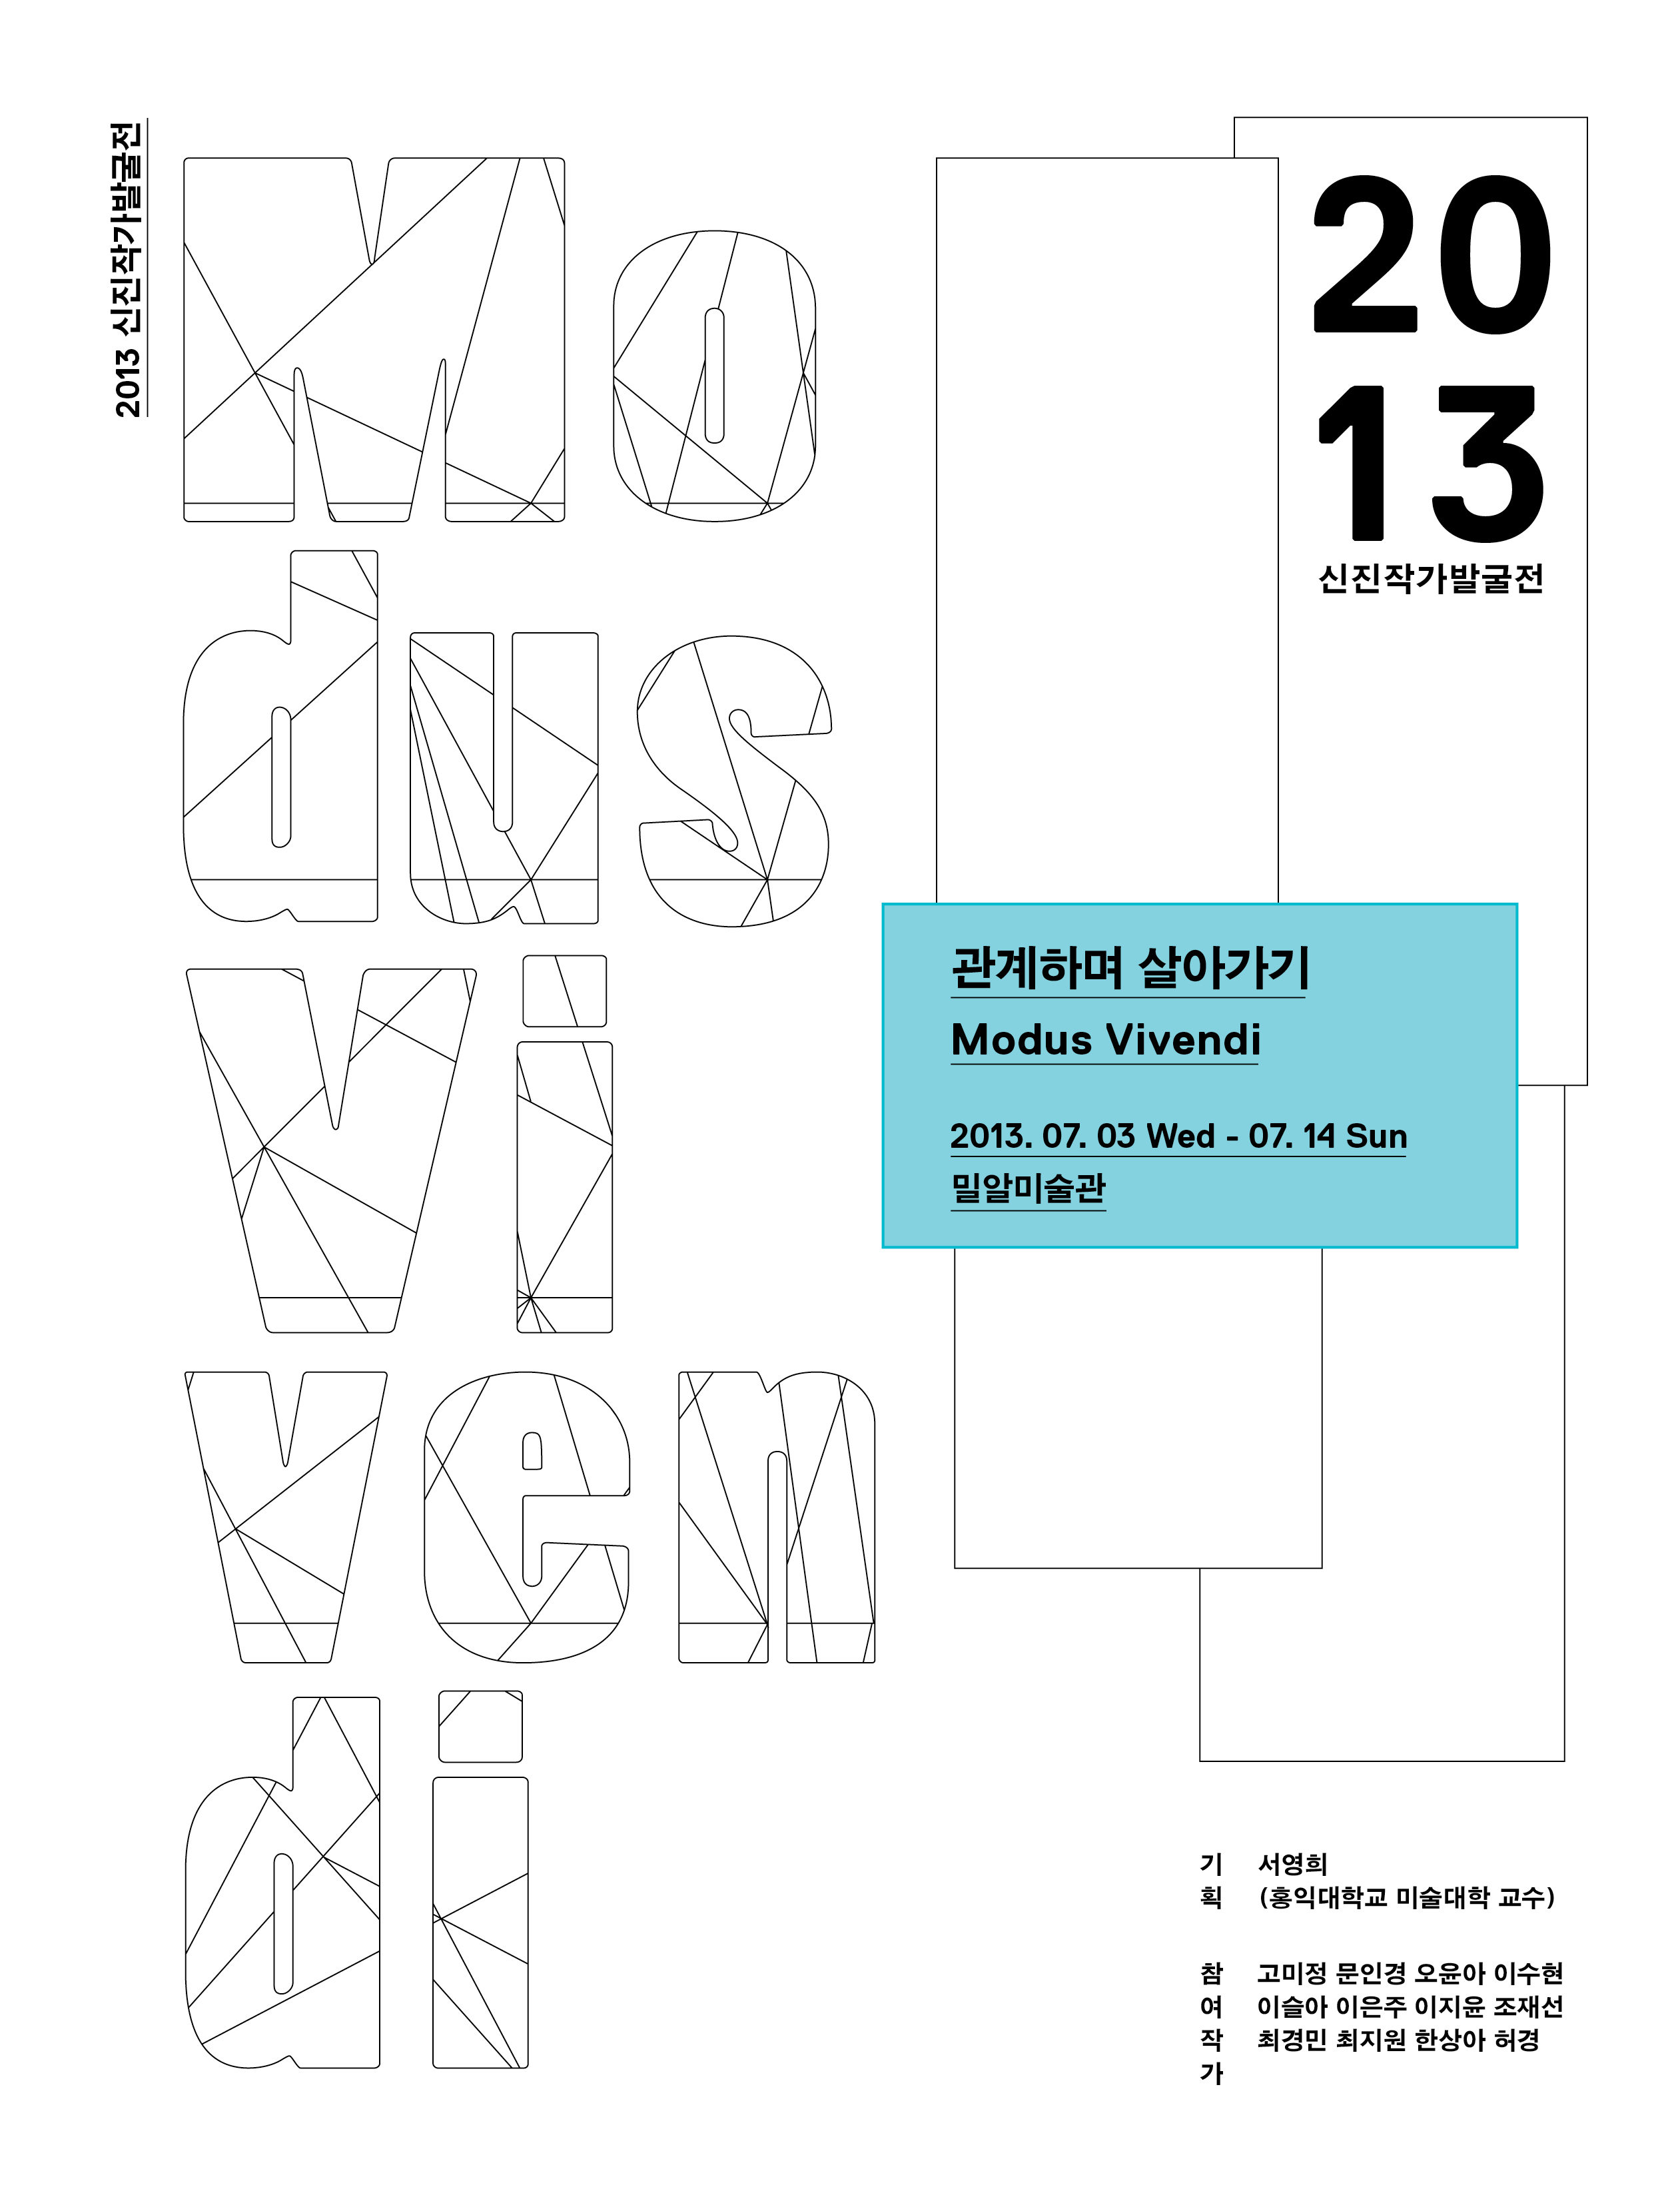 2013 신진작가발굴전
Mo
dus
Vi
ven
di
20
13
신진작가발굴전
관계하며 살아가기
Modus Vivendi
2013. 07. 03 Wed - 07. 14 Sun
밀알미술관
기 서영희
획 (홍익대학교 미술대학 교수)
참 고미정 문인경 오윤아 이수현
여 이슬아 이은주 이지윤 조재선
작 최경민 최지원 한상아 허경
가